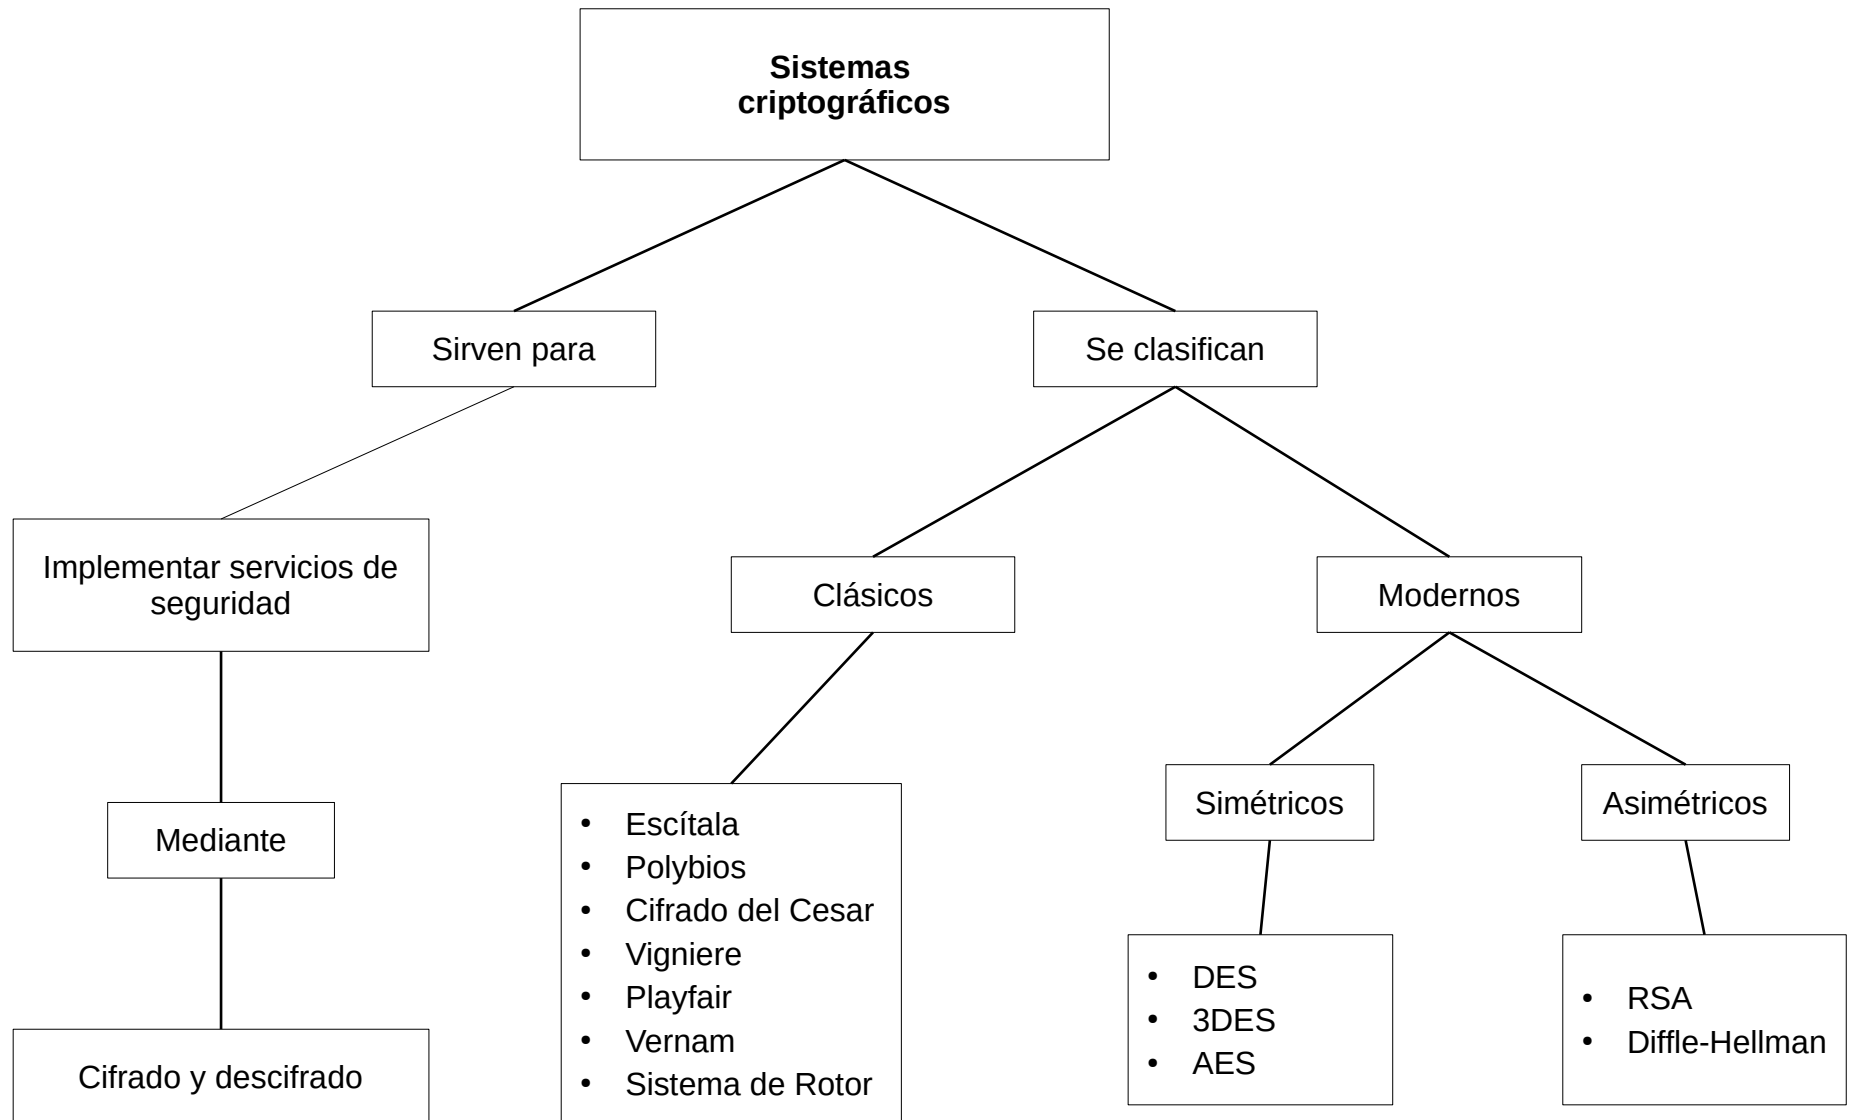 Sistemas
criptográficos
Sirven para
Se clasifican
Implementar servicios de
seguridad
Clásicos
Modernos
Mediante
Simétricos
Asimétricos
Cifrado y descifrado
• Escítala
• Polybios
• Cifrado del Cesar
• Vigniere
• Playfair
• Vernam
• Sistema de Rotor
• DES
• 3DES
• AES
• RSA
• Diffle-Hellman